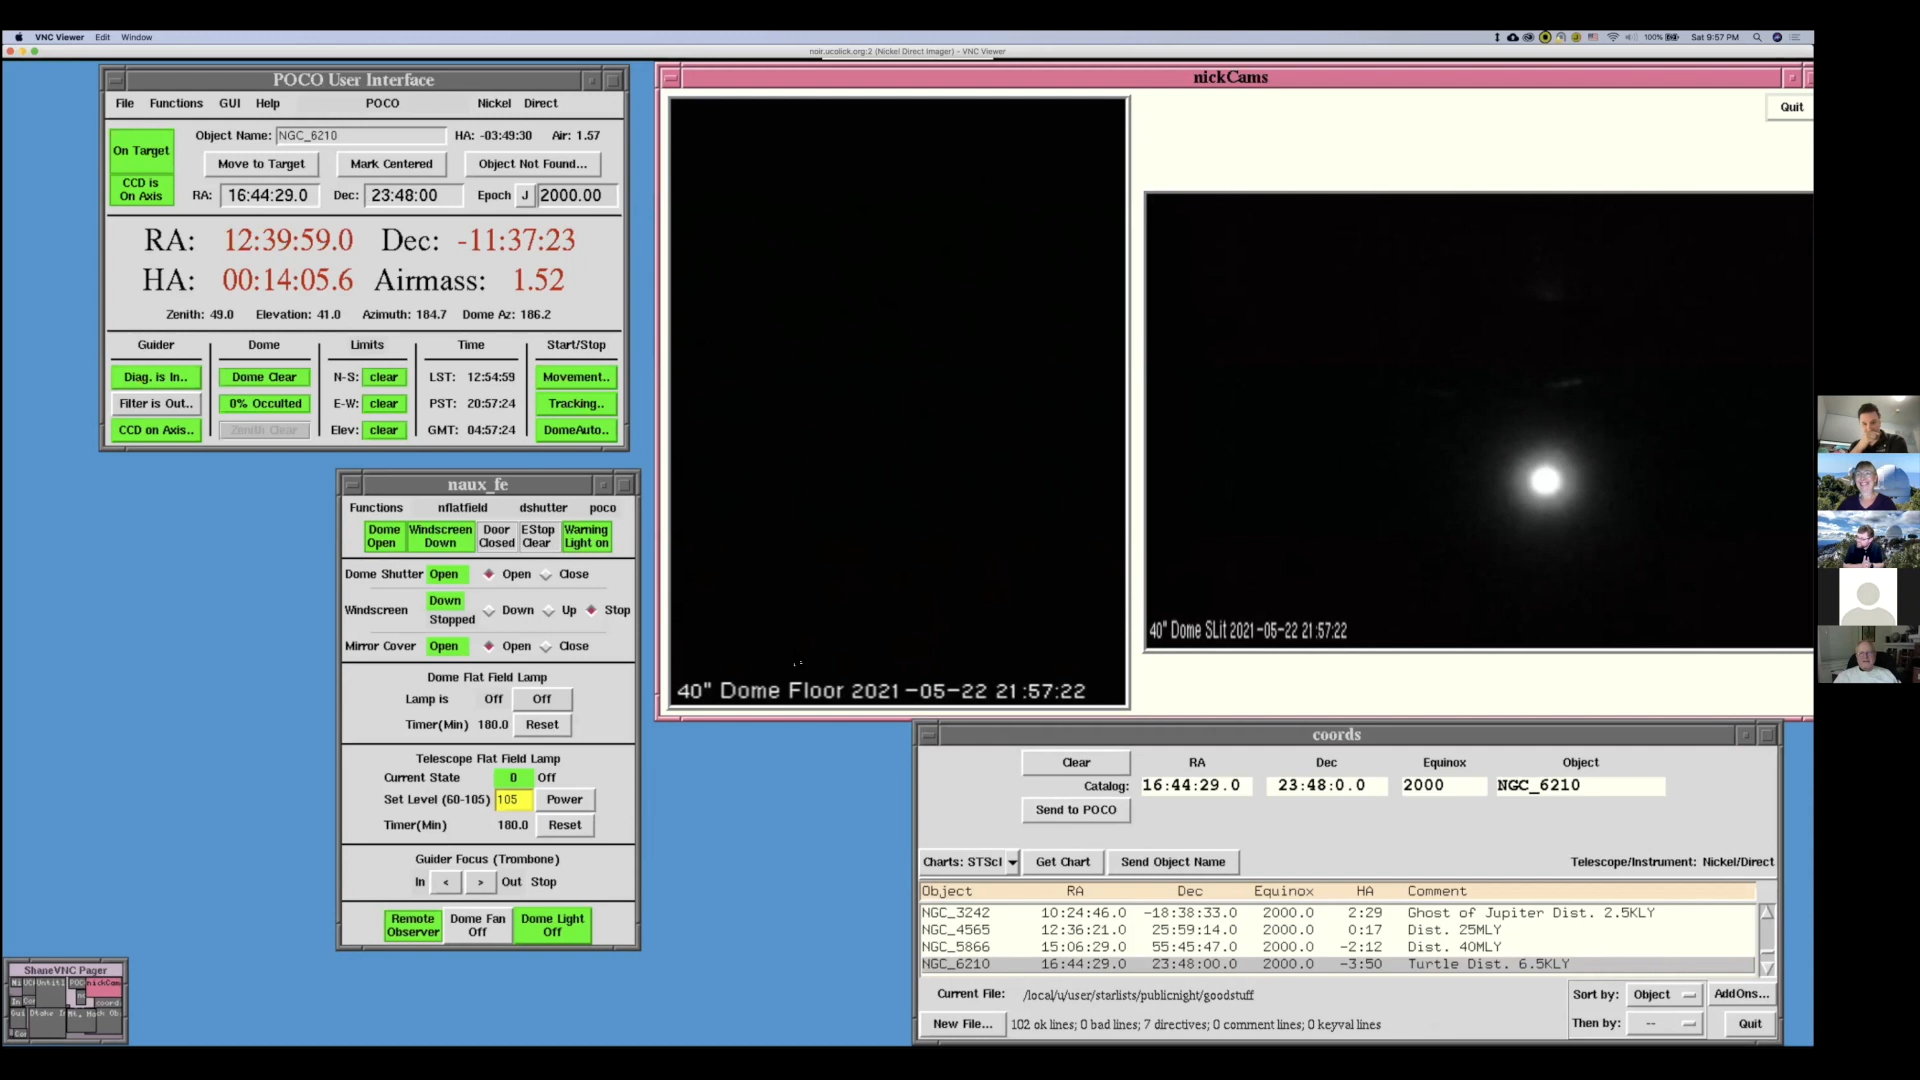 VNC Viewer Edit Window
100% Sat 9:57 PM
noir.ucolick.org:2 (Nickel Direct Imager) - VNC Viewer
POCO User Interface
File Functions GUI Help POCO Nickel Direct
On Target
CCD is
On Axis
Object Name: NGC_6210 HA: -03:49:30 Air: 1.57
Move to Target Mark Centered Object Not Found...
RA: 16:44:29.0 Dec: 23:48:00 Epoch J 2000.00
RA: 12:39:59.0 Dec: -11:37:23
HA: 00:14:05.6 Airmass: 1.52
Zenith: 49.0 Elevation: 41.0 Azimuth: 184.7 Dome Az: 186.2
Guider Dome Limits Time Start/Stop
Diag. is In.. Dome Clear N-S: clear LST: 12:54:59 Movement..
Filter is Out.. 0% Occulted E-W: clear PST: 20:57:24 Tracking..
CCD on Axis.. Zenith Clear Elev: clear GMT: 04:57:24 DomeAuto..
naux_fe
Functions nflatfield dshutter poco
Dome Open
Windscreen Down
Door Closed
EStop Clear
Warning Light on
Dome Shutter Open Open Close
Windscreen Down Stopped Down Up Stop
Mirror Cover Open Open Close
Dome Flat Field Lamp
Lamp is Off Off
Timer(Min) 180.0 Reset
Telescope Flat Field Lamp
Current State 0 Off
Set Level (60-105) 105 Power
Timer(Min) 180.0 Reset
Guider Focus (Trombone)
In < > Out Stop
Remote Observer
Dome Fan Off
Dome Light Off
ShaneVNC Pager
nickCams
Quit
40" Dome Floor 2021-05-22 21:57:22
40" Dome SLit 2021-05-22 21:57:22
coords
Clear RA Dec Equinox Object
Catalog: 16:44:29.0 23:48:0.0 2000 NGC_6210
Send to POCO
Charts: STScI Get Chart Send Object Name Telescope/Instrument: Nickel/Direct
Object RA Dec Equinox HA Comment
NGC_3242 10:24:46.0 -18:38:33.0 2000.0 2:29 Ghost of Jupiter Dist. 2.5KLY
NGC_4565 12:36:21.0 25:59:14.0 2000.0 0:17 Dist. 25MLY
NGC_5866 15:06:29.0 55:45:47.0 2000.0 -2:12 Dist. 40MLY
NGC_6210 16:44:29.0 23:48:00.0 2000.0 -3:50 Turtle Dist. 6.5KLY
Current File: /local/u/user/starlists/publicnight/goodstuff Sort by: Object AddOns...
New File... 102 ok lines; 0 bad lines; 7 directives; 0 comment lines; 0 keyval lines Then by: -- Quit